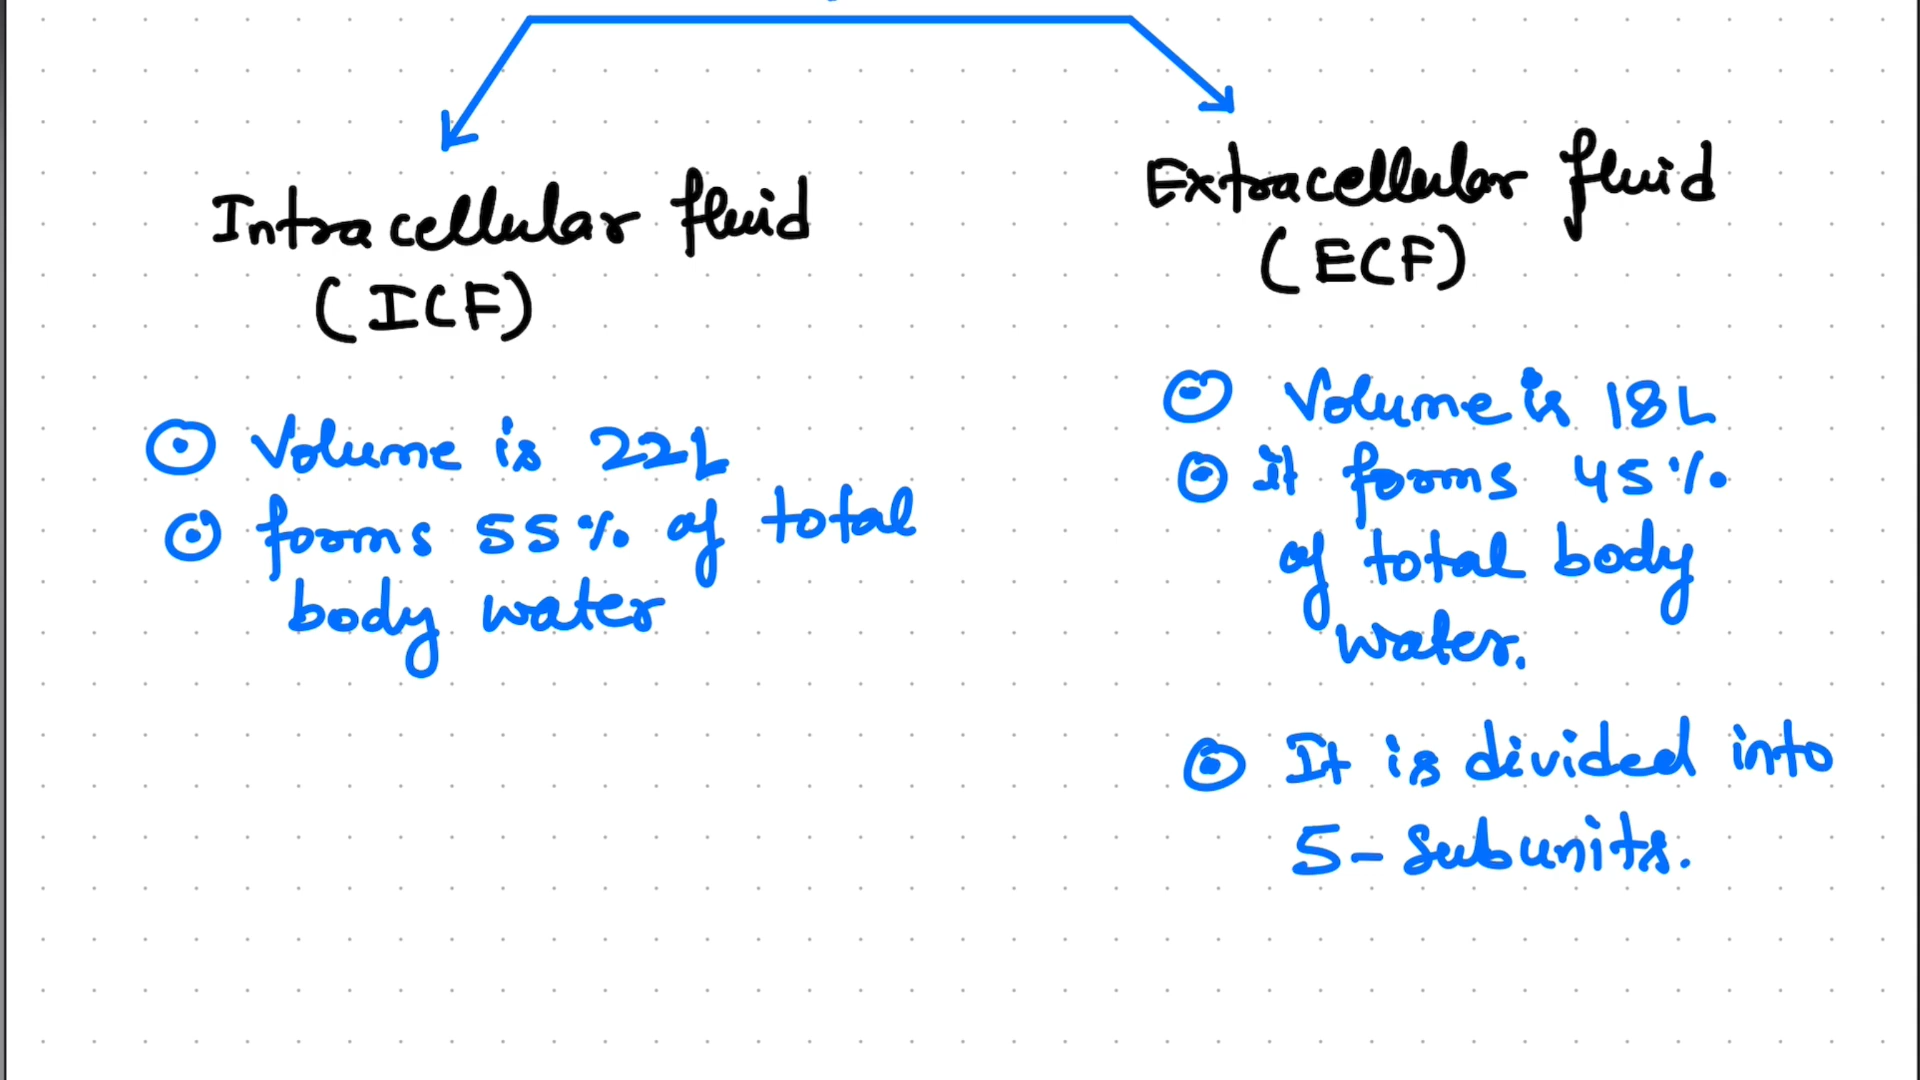 Intracellular fluid
(ICF)
Volume is 22L
forms 55% of total
body water
Extracellular fluid
(ECF)
Volume is 18L
it forms 45%
of total body
water.
It is divided into
5-subunits.